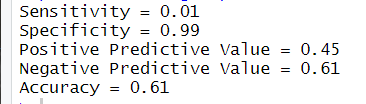 Sensitivity = 0.01
Specificity = 0.99
Positive Predictive Value = 0.45
Negative Predictive Value = 0.61
Accuracy = 0.61